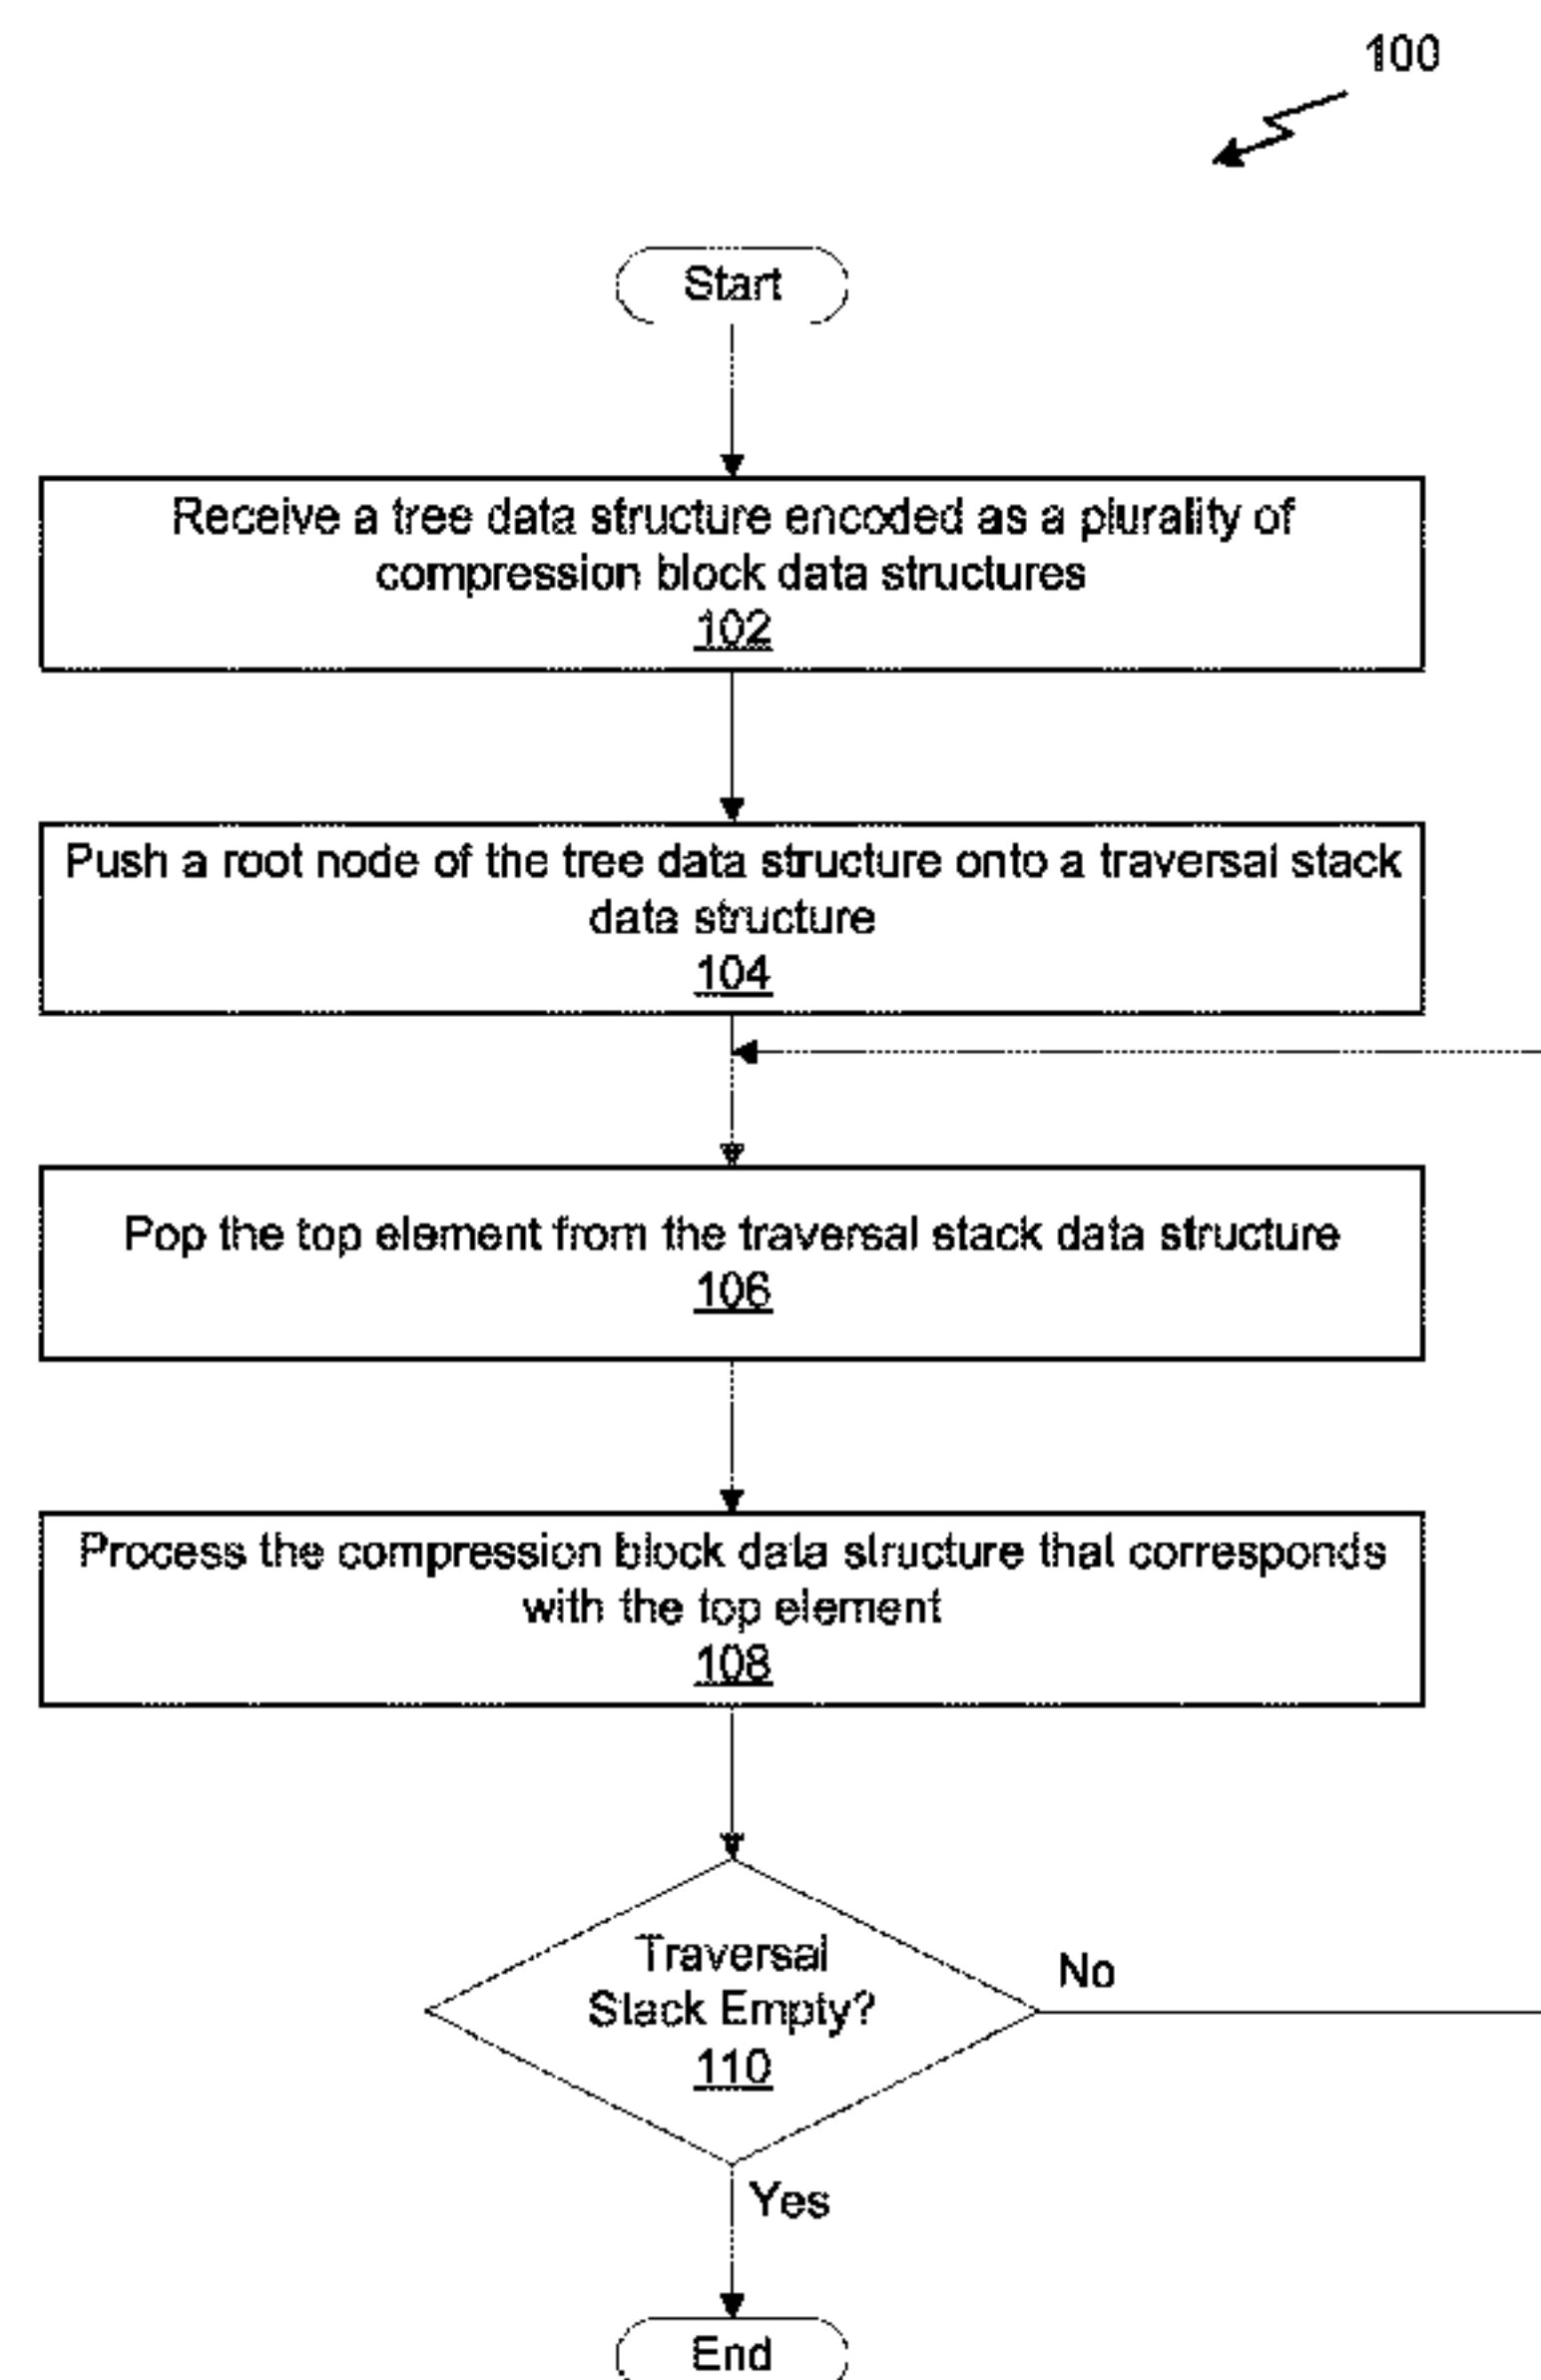 100
Start
Receive a tree data structure encoded as a plurality of
compression block data structures
102
Push a root node of the tree data structure onto a traversal stack
data structure
104
Pop the top element from the traversal stack data structure
106
Process the compression block data structure that corresponds
with the top element
108
Traversal
Stack Empty?
110
No
Yes
End